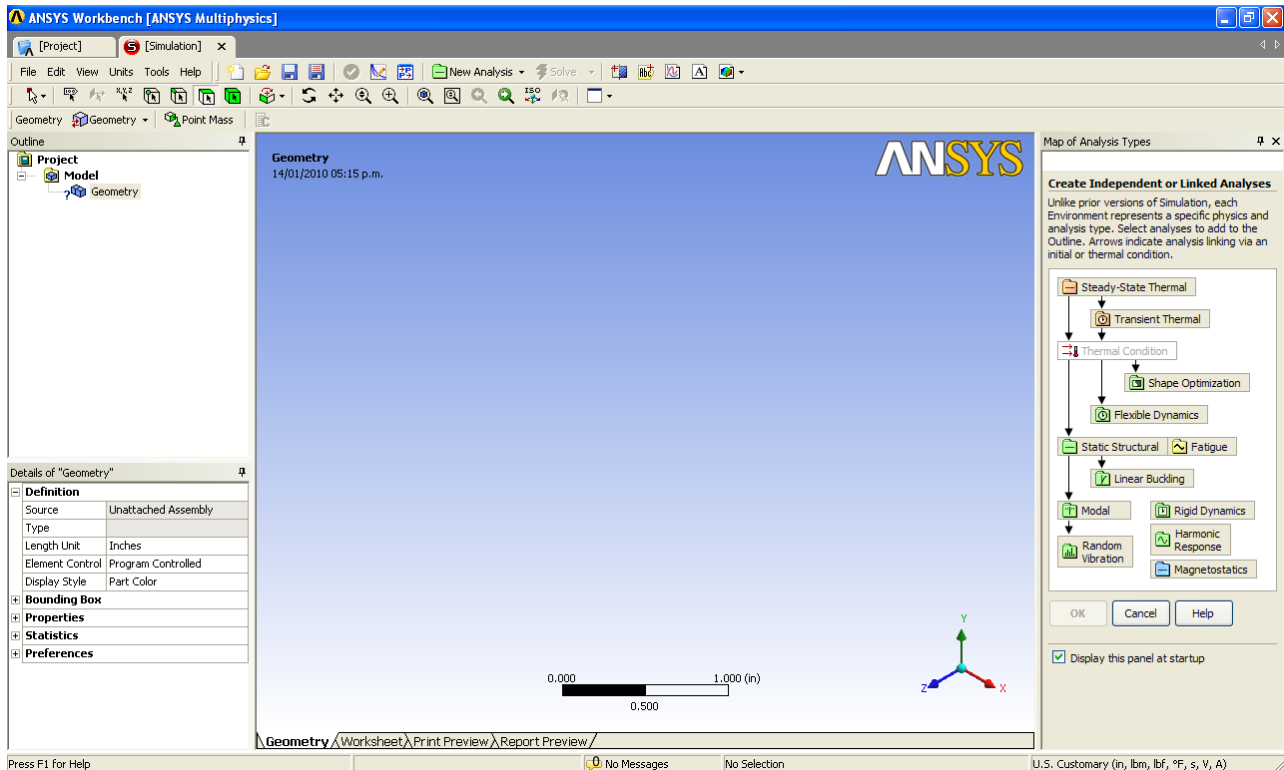 ANSYS Workbench [ANSYS Multiphysics]
[Project]
[Simulation]
File Edit View Units Tools Help
New Analysis
Solve
Geometry Geometry Point Mass
Outline
Project
Model
Geometry
Geometry
14/01/2010 05:15 p.m.
ANSYS
0.000 1.000 (in)
0.500
Y
Z
X
Details of "Geometry"
Definition
Source Unattached Assembly
Type
Length Unit Inches
Element Control Program Controlled
Display Style Part Color
Bounding Box
Properties
Statistics
Preferences
Geometry Worksheet Print Preview Report Preview
Map of Analysis Types
Create Independent or Linked Analyses
Unlike prior versions of Simulation, each
Environment represents a specific physics and
analysis type. Select analyses to add to the
Outline. Arrows indicate analysis linking via an
initial or thermal condition.
Steady-State Thermal
Transient Thermal
Thermal Condition
Shape Optimization
Flexible Dynamics
Static Structural Fatigue
Linear Buckling
Modal Rigid Dynamics
Random
Vibration
Harmonic
Response
Magnetostatics
OK Cancel Help
Display this panel at startup
Press F1 for Help
0 No Messages
No Selection
U.S. Customary (in, lbm, lbf, °F, s, V, A)